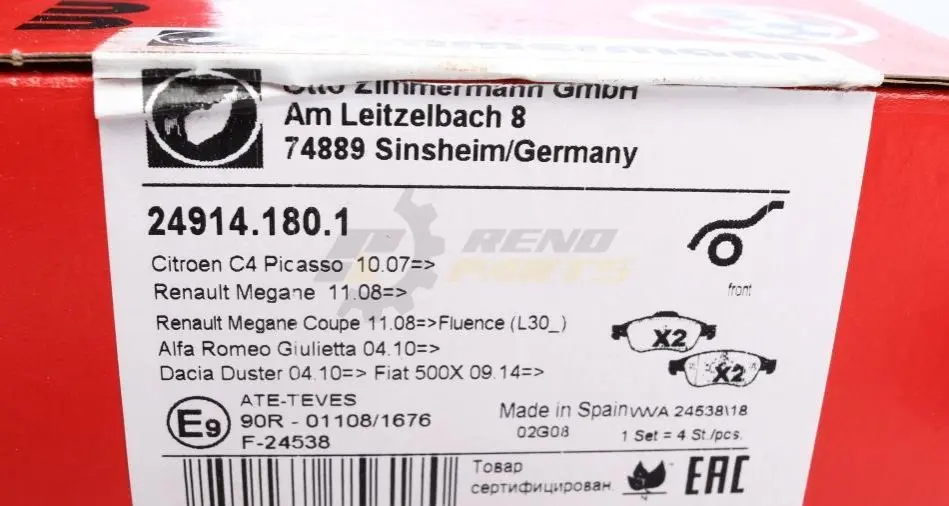 Otto Zimmermann GmbH
Am Leitzelbach 8
74889 Sinsheim/Germany
24914.180.1
RENO
PARTS
Citroen C4 Picasso 10.07=>
Renault Megane 11.08=>
front
Renault Megane Coupe 11.08=>Fluence (L30_)
X2
Alfa Romeo Giulietta 04.10=>
Dacia Duster 04.10=> Fiat 500X 09.14=>
X2
E9
ATE-TEVES
90R - 01108/1676
F-24538
Made in Spain WVA 24538\18
02G08
1 Set = 4 St./pcs.
Товар
сертифицирован.
EAC